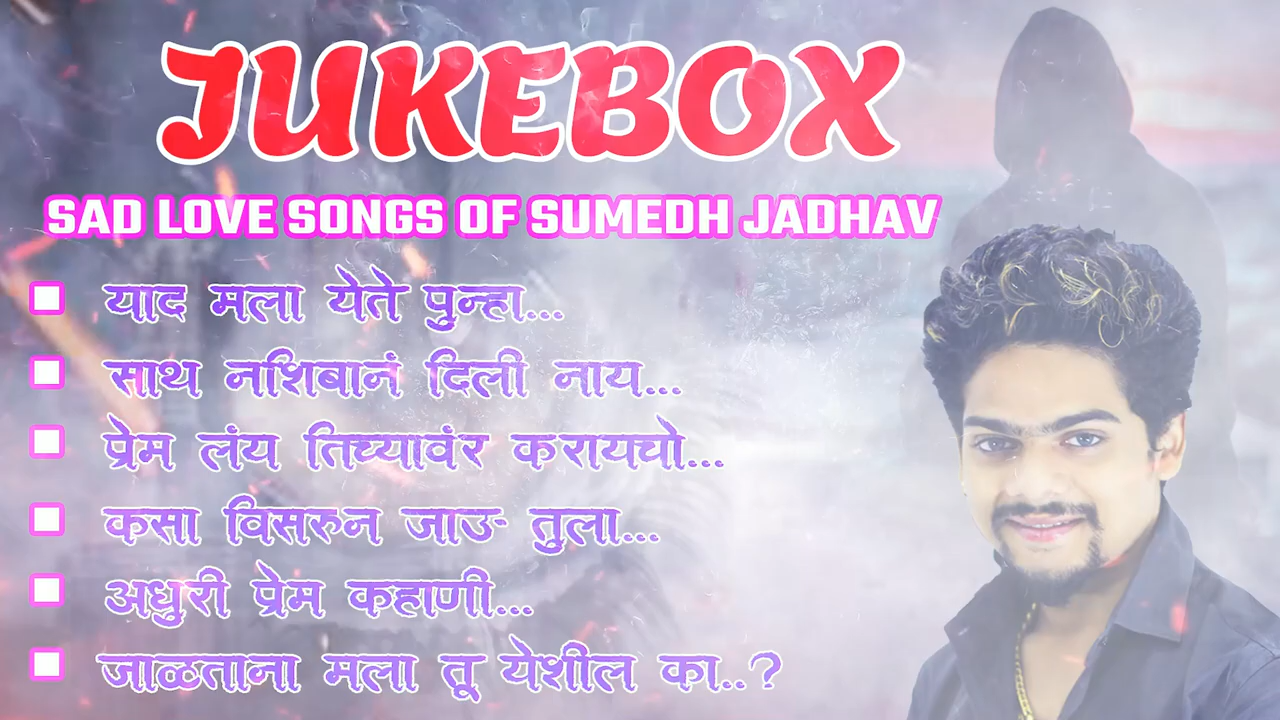 JUKEBOX
SAD LOVE SONGS OF SUMEDH JADHAV
याद मला येते पुन्हा...
साथ नशिबानं दिली नाय...
प्रेम लंय तिच्यावंर करायचो...
कसा विसरुन जाउ तुला...
अधुरी प्रेम कहाणी...
जाळताना मला तू येशील का..?